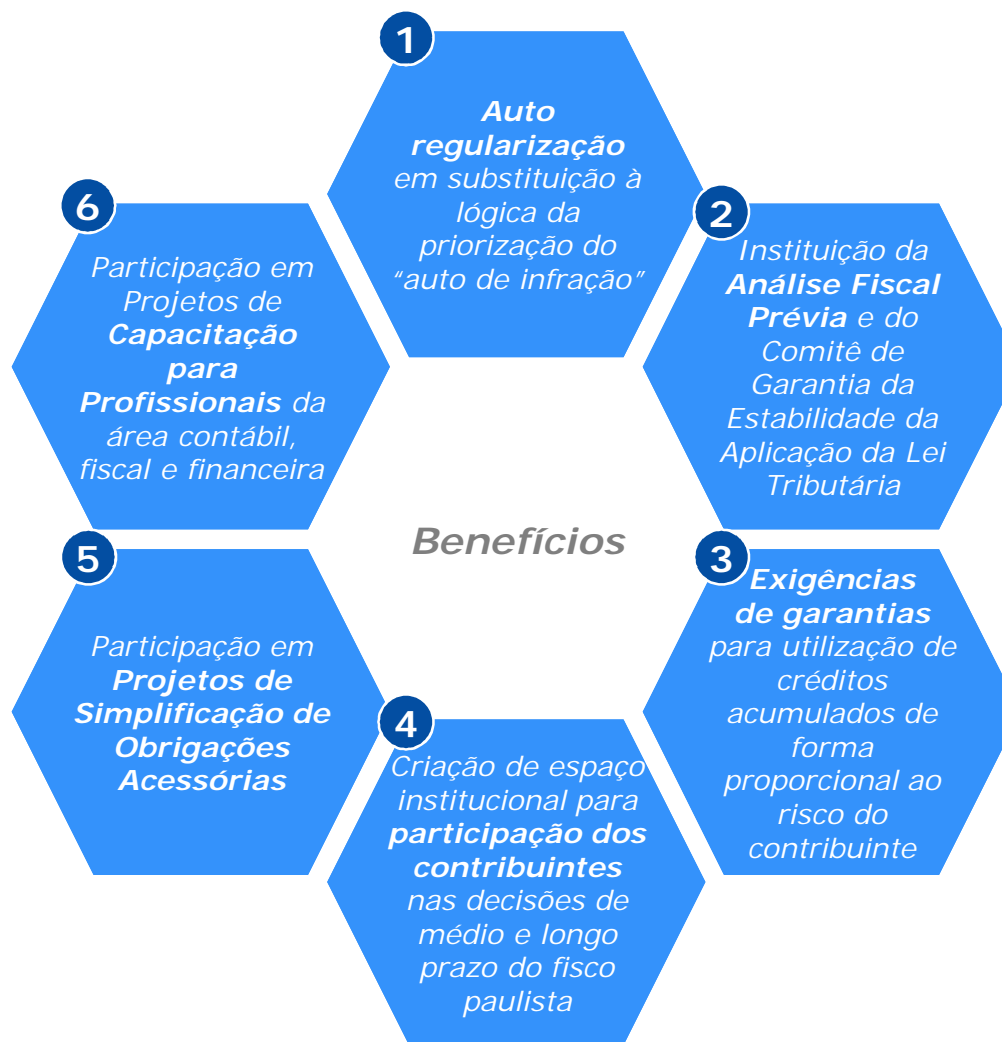 1
Auto
regularização
em substituição à
lógica da
priorização do
“auto de infração”
2
Instituição da
Análise Fiscal
Prévia e do
Comitê de
Garantia da
Estabilidade da
Aplicação da Lei
Tributária
3
Exigências
de garantias
para utilização de
créditos
acumulados de
forma
proporcional ao
risco do
contribuinte
4
Criação de espaço
institucional para
participação dos
contribuintes
nas decisões de
médio e longo
prazo do fisco
paulista
5
Participação em
Projetos de
Simplificação de
Obrigações
Acessórias
6
Participação em
Projetos de
Capacitação
para
Profissionais da
área contábil,
fiscal e financeira
Benefícios